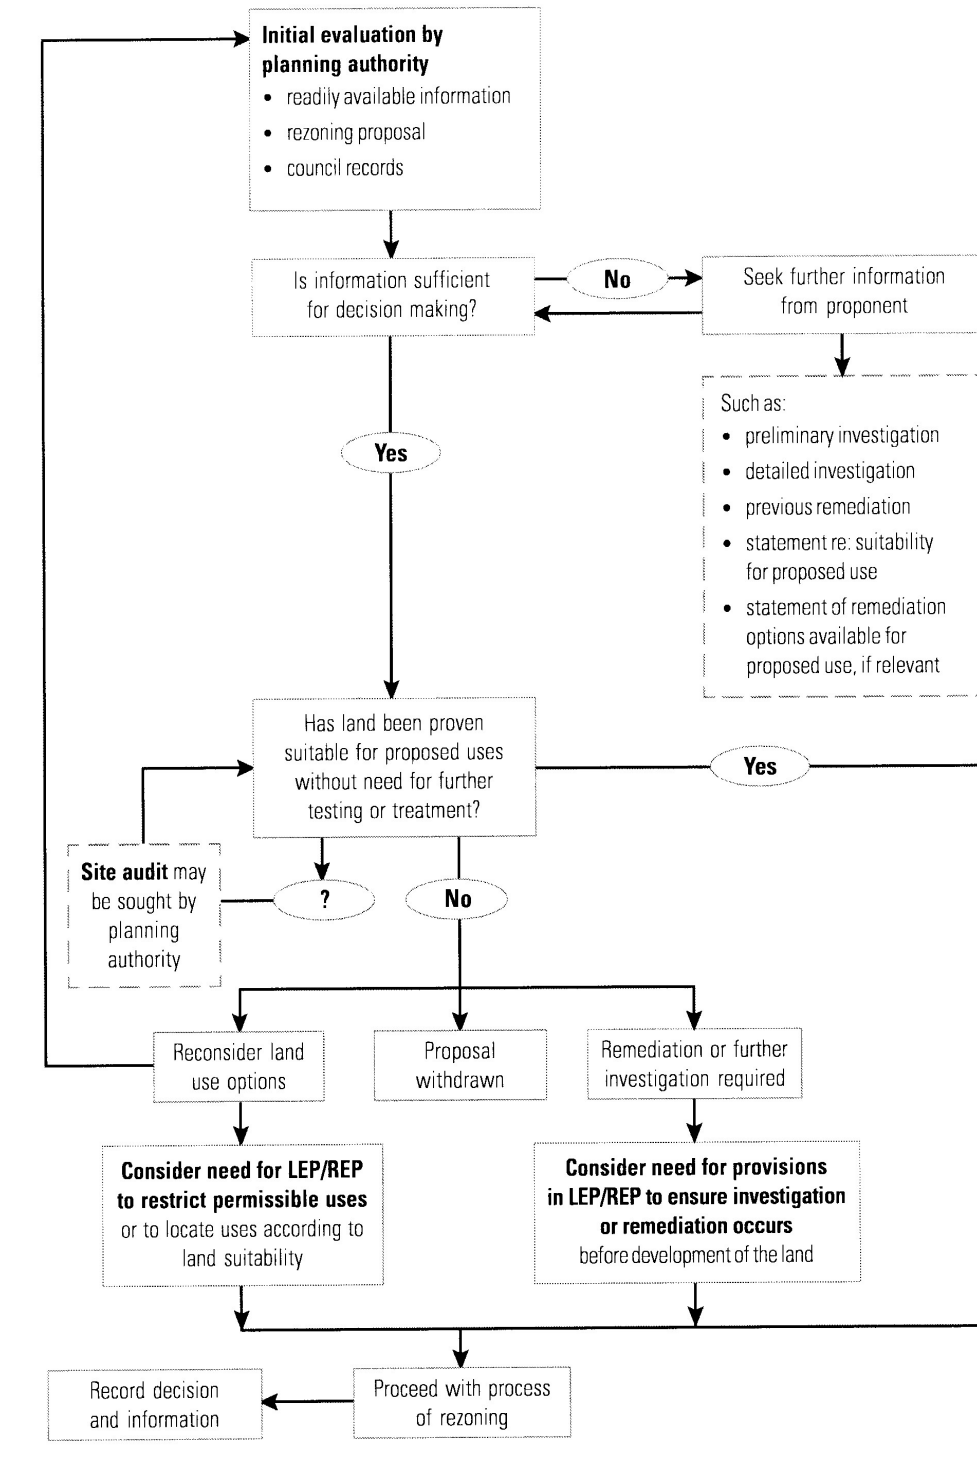 Initial evaluation by
planning authority
• readily available information
• rezoning proposal
• council records
Is information sufficient
for decision making?
No
Seek further information
from proponent
Such as:
• preliminary investigation
• detailed investigation
• previous remediation
• statement re: suitability
for proposed use
• statement of remediation
options available for
proposed use, if relevant
Yes
Has land been proven
suitable for proposed uses
without need for further
testing or treatment?
Yes
Site audit may
be sought by
planning
authority
?
No
Reconsider land
use options
Proposal
withdrawn
Remediation or further
investigation required
Consider need for LEP/REP
to restrict permissible uses
or to locate uses according to
land suitability
Consider need for provisions
in LEP/REP to ensure investigation
or remediation occurs
before development of the land
Record decision
and information
Proceed with process
of rezoning